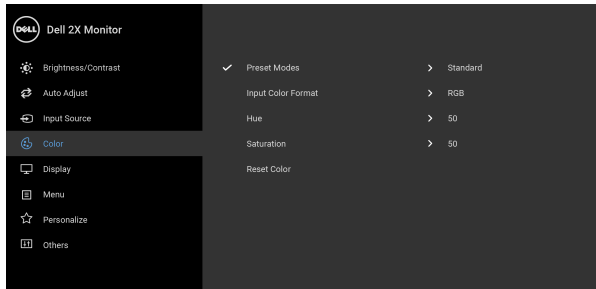 DELL Dell 2X Monitor
Brightness/Contrast Preset Modes Standard
Auto Adjust Input Color Format RGB
Input Source Hue 50
Color Saturation 50
Display Reset Color
Menu
Personalize
Others